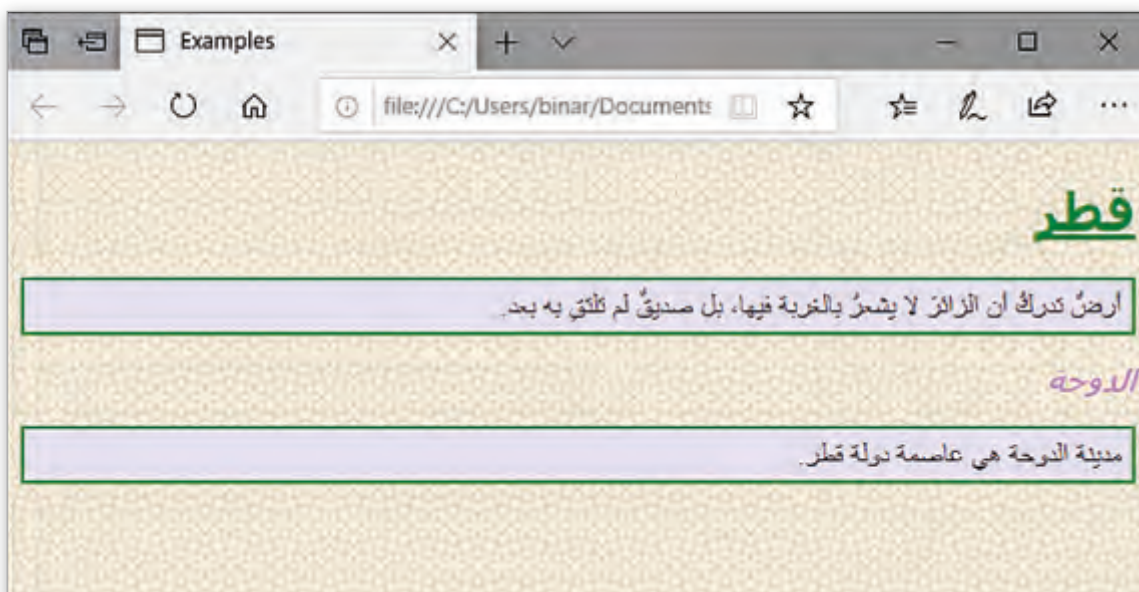 Examples
file:///C:/Users/binar/Documents
قطر
أرضٌ تدركُ أن الزائرَ لا يشعرُ بالغربة فيها، بل صديقٌ لم تلتقِ به بعد.
الدوحة
مدينة الدوحة هي عاصمة دولة قطر.